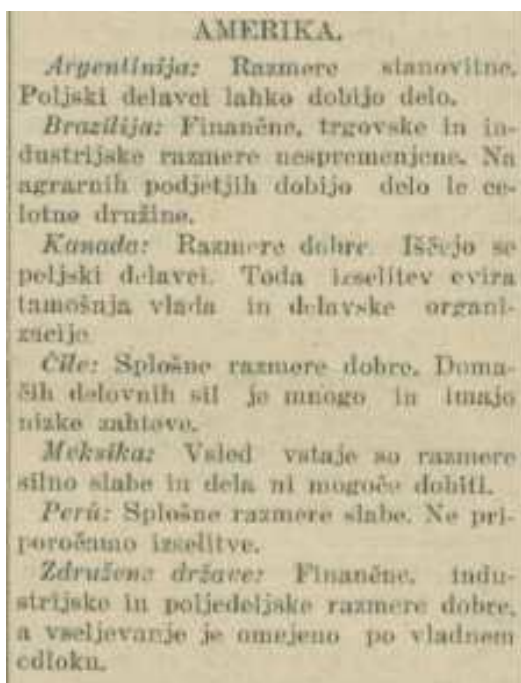 AMERIKA.
Argentinija: Razmere stanovitne.
Poljski delavci lahko dobijo delo.
Brazilija: Finančne, trgovske in in-
dustrijske razmere nespremenjene. Na
agrarnih podjetjih dobijo delo le ce-
lotne družine.
Kanada: Razmere dobre. Iščejo se
poljski delavci. Toda izselitev ovira
tamošnja vlada in delavske organi-
zacije
Čile: Splošne razmere dobre. Doma-
čih delovnih sil je mnogo in imajo
nizke zahteve.
Meksika: Vsled vstaje so razmere
silno slabe in dela ni mogoče dobiti.
Perú: Splošne razmere slabe. Ne pri-
poročamo izselitve.
Združene države: Finančne, indu-
strijske in poljedeljske razmere dobre,
a vseljevanje je omejeno po vladnem
odloku.